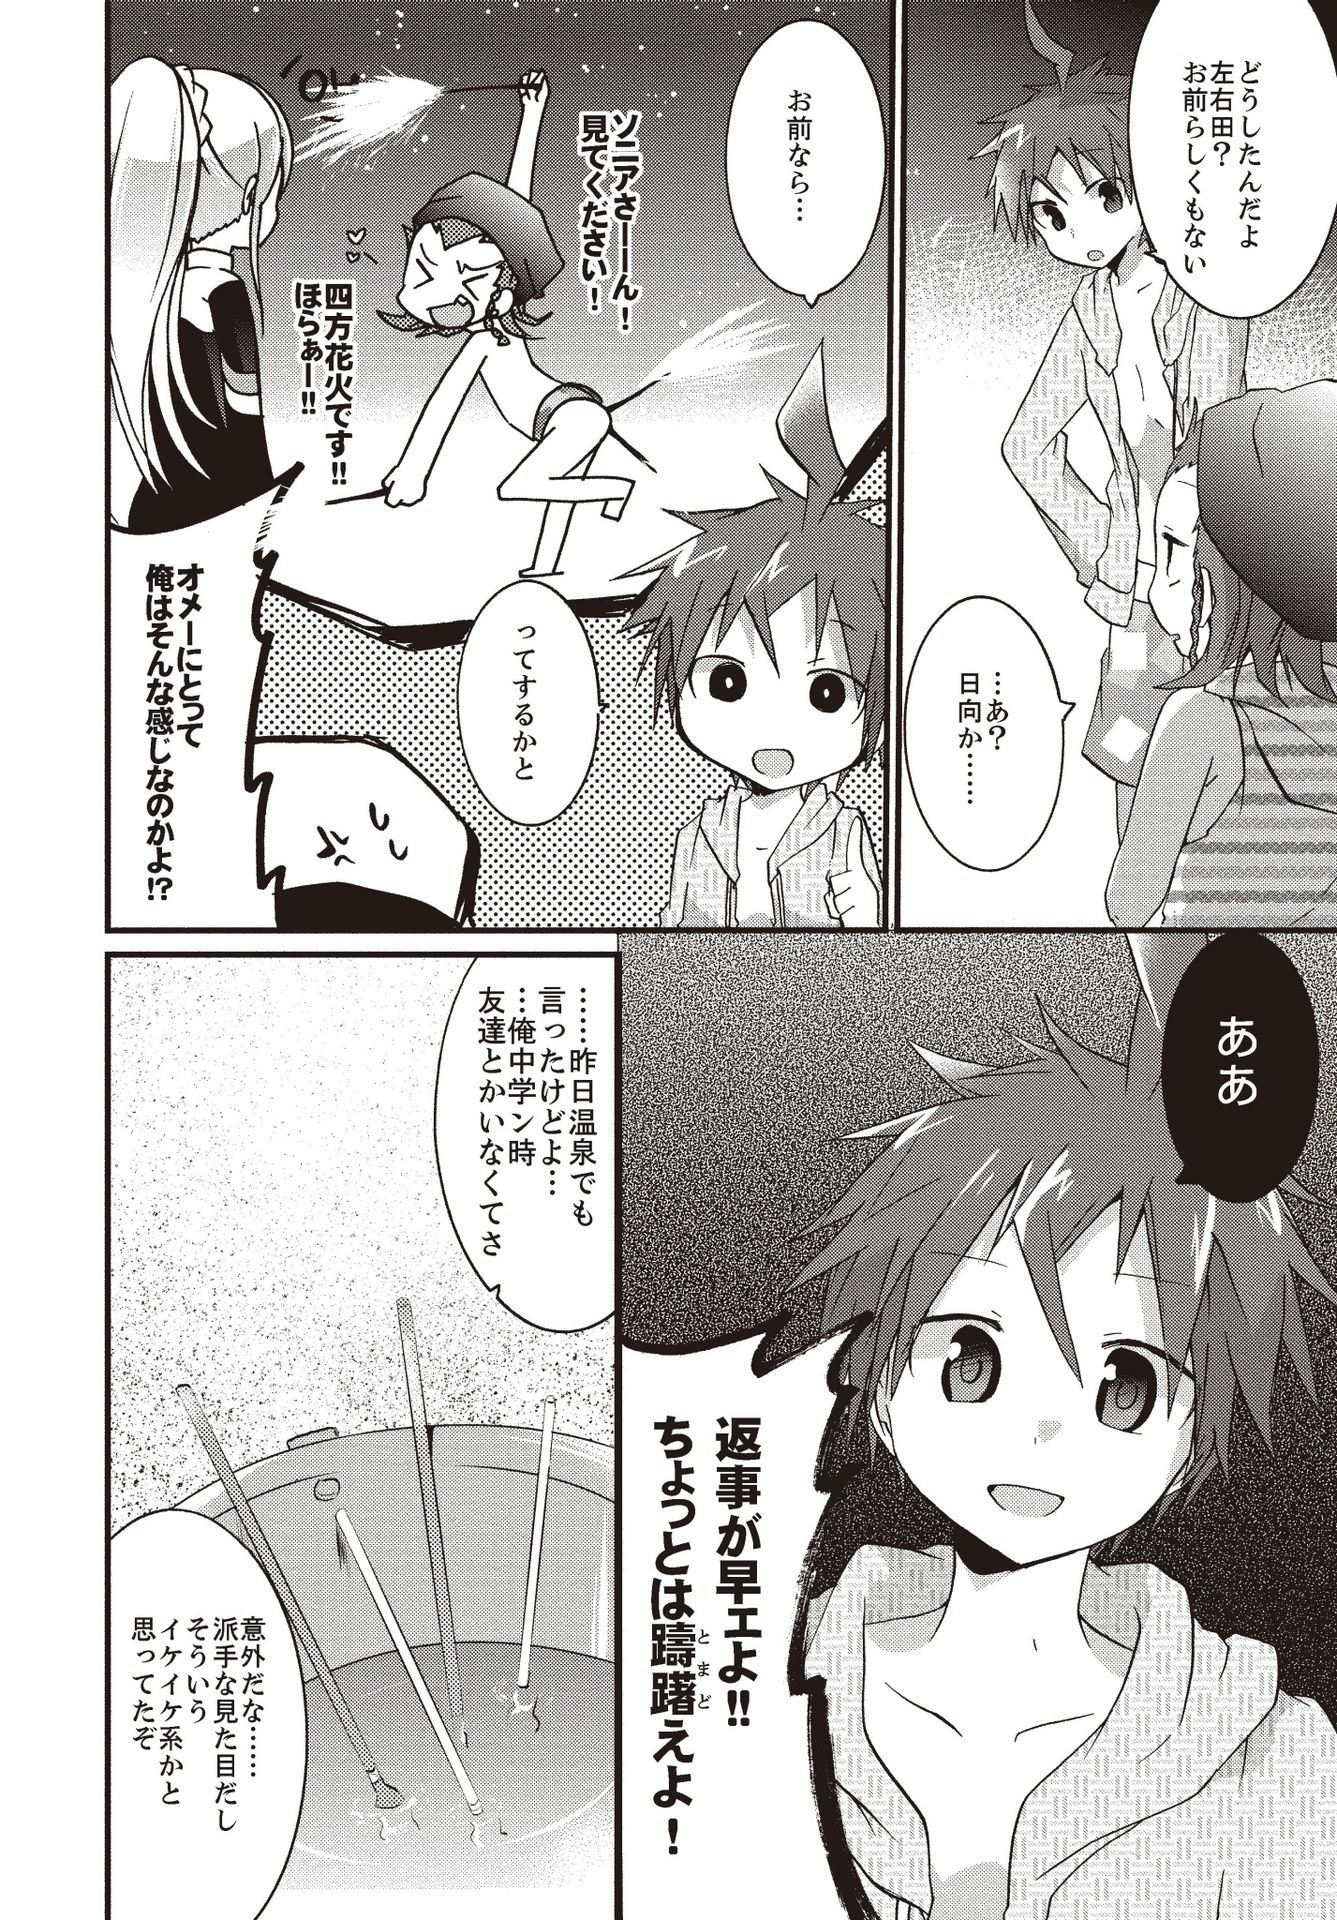 どうしたんだよ
左右田？
お前らしくもない
…あ？
日向か……
お前なら…
ソニアさーーん！
見てください！
四方花火です!!
ほらぁー!!
ってするかと
オメーにとって
俺はそんな感じなのかよ!?
ああ
返事が早エよ!!
ちょっとは躊躇えよ！
とまど
……昨日温泉でも
言ったけどよ…
…俺中学ン時
友達とかいなくてさ
意外だな……
派手な見た目だし
そういう
イケイケ系かと
思ってたぞ